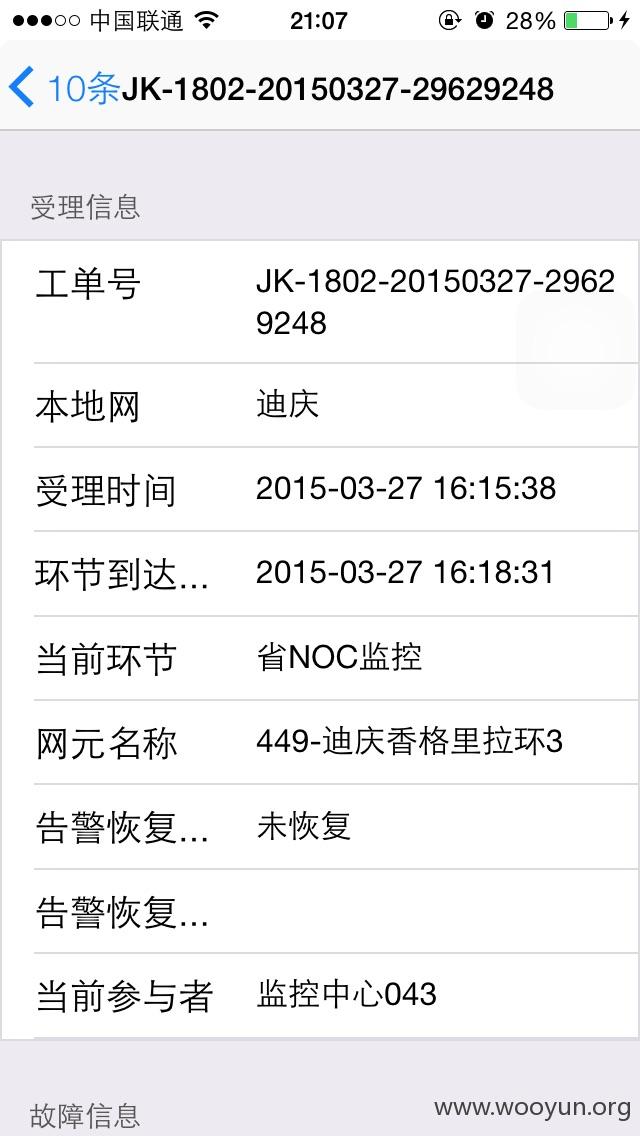 中国联通 21:07 28%
10条JK-1802-20150327-29629248
受理信息
工单号 JK-1802-20150327-2962
9248
本地网 迪庆
受理时间 2015-03-27 16:15:38
环节到达... 2015-03-27 16:18:31
当前环节 省NOC监控
网元名称 449-迪庆香格里拉环3
告警恢复... 未恢复
告警恢复...
当前参与者 监控中心043
故障信息
www.wooyun.org